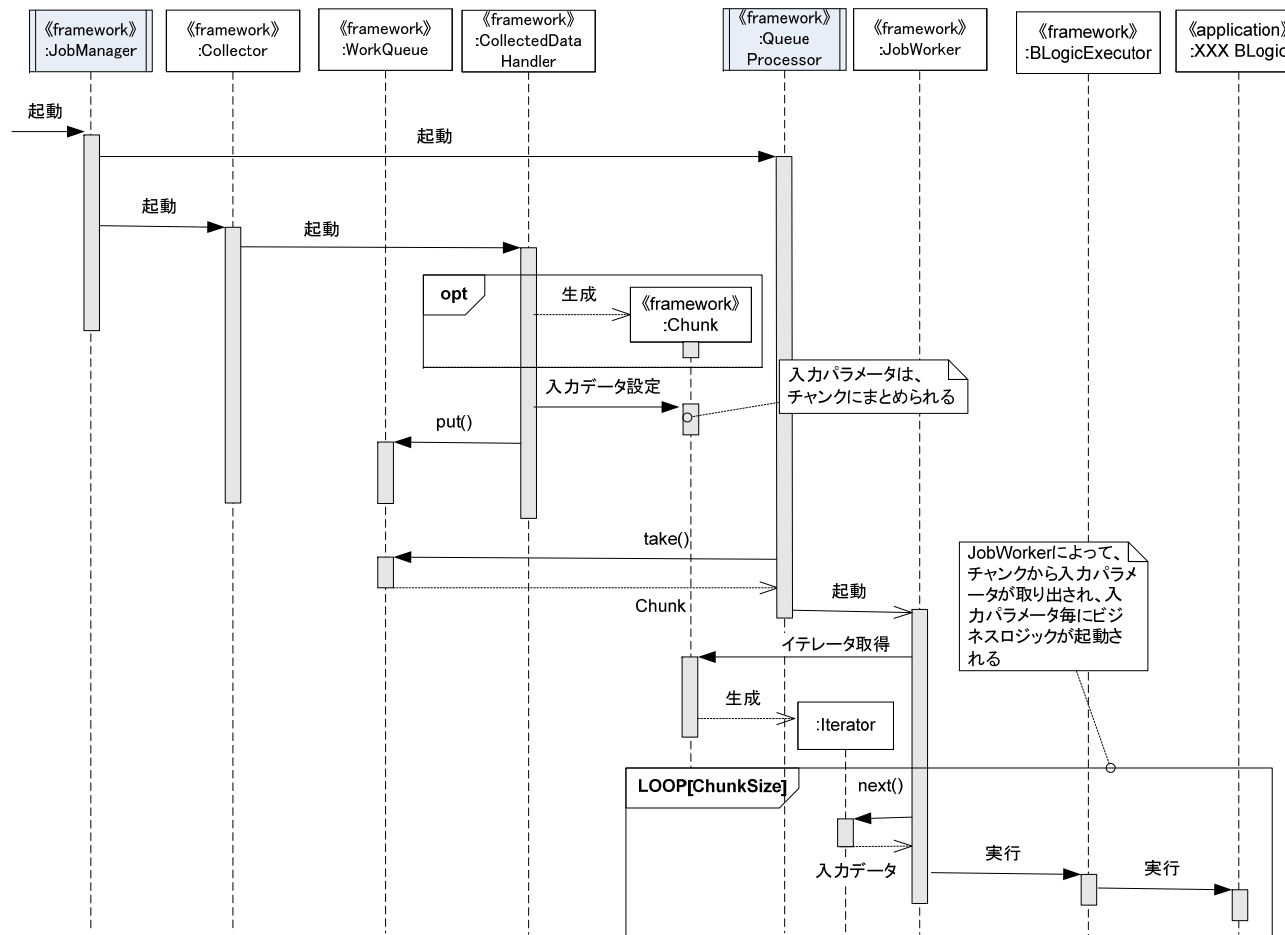 《framework》
:JobManager
《framework》
:Collector
《framework》
:WorkQueue
《framework》
:CollectedData
Handler
《framework》
:Queue
Processor
《framework》
:JobWorker
《framework》
:BLogicExecutor
《application》
:XXX BLogic
起動
起動
起動
起動
opt
生成
《framework》
:Chunk
入力パラメータは、
チャンクにまとめられる
入力データ設定
put()
take()
Chunk
起動
JobWorkerによって、
チャンクから入力パラメ
ータが取り出され、入
力パラメータ毎にビジ
ネスロジックが起動さ
れる
イテレータ取得
生成
:Iterator
LOOP[ChunkSize]
next()
入力データ
実行
実行